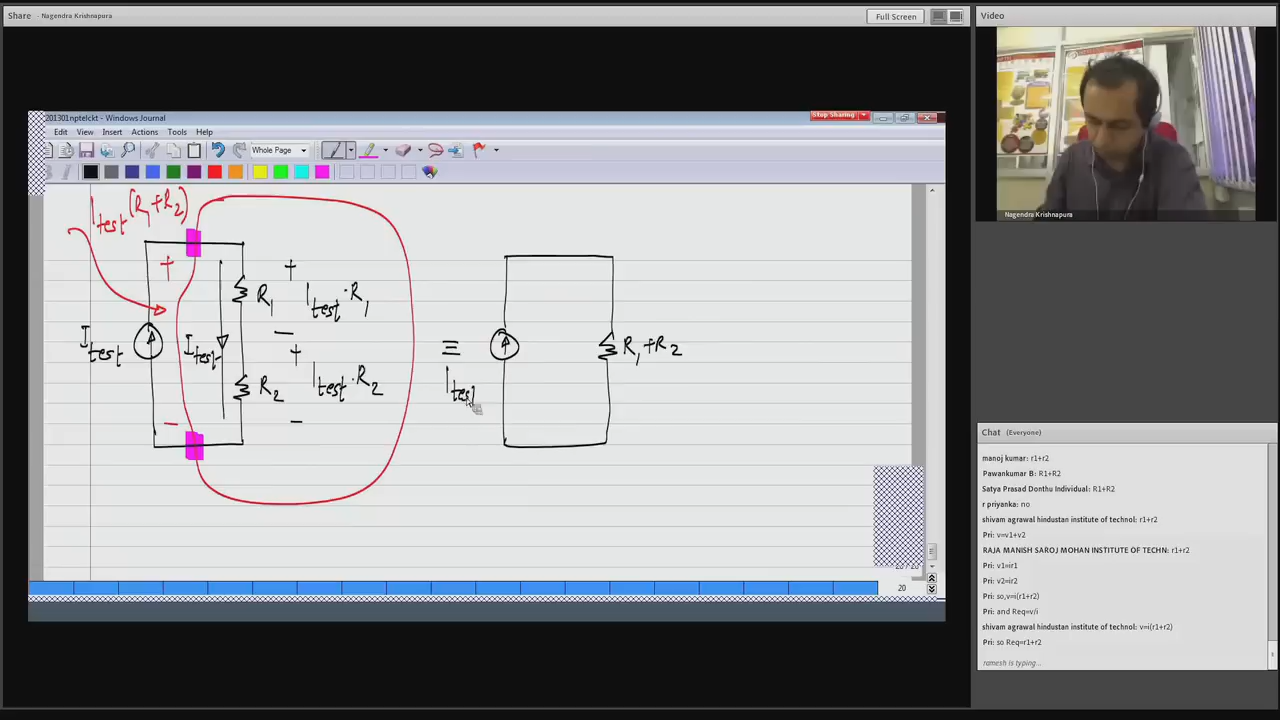 Share - Nagendra Krishnapura
Full Screen
Video
201301nptelckt - Windows Journal
Stop Sharing
Edit View Insert Actions Tools Help
Whole Page
Itest(R1+R2)
+
+
R1
Itest·R1
−
Itest
Itest
+
≡
R1+R2
R2
Itest·R2
Itest
−
−
20
Nagendra Krishnapura
Chat (Everyone)
manoj kumar: r1+r2
Pawankumar B: R1+R2
Satya Prasad Donthu Individual: R1+R2
r priyanka: no
shivam agrawal hindustan institute of technol: r1+r2
Pri: v=v1+v2
RAJA MANISH SAROJ MOHAN INSTITUTE OF TECHN: r1+r2
Pri: v1=ir1
Pri: v2=ir2
Pri: so,v=i(r1+r2)
Pri: and Req=v/i
shivam agrawal hindustan institute of technol: v=i(r1+r2)
Pri: so Req=r1+r2
ramesh is typing...